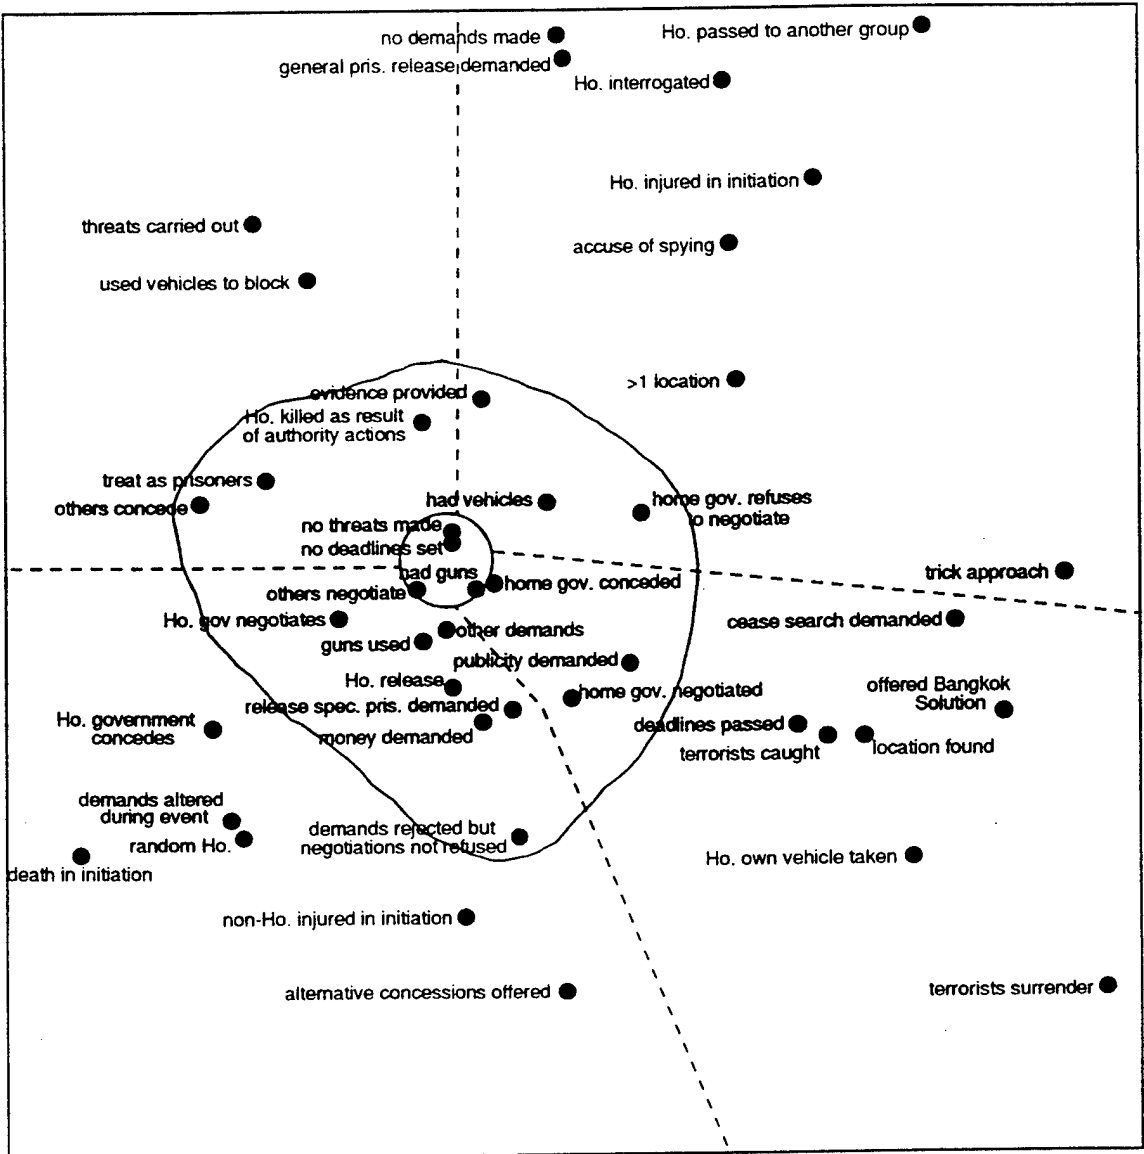 no demands made
Ho. passed to another group
general pris. release demanded
Ho. interrogated
Ho. injured in initiation
threats carried out
accuse of spying
used vehicles to block
>1 location
evidence provided
Ho. killed as result
of authority actions
treat as prisoners
others concede
had vehicles
home gov. refuses
to negotiate
no threats made
no deadlines set
had guns
trick approach
home gov. conceded
others negotiate
Ho. gov negotiates
cease search demanded
other demands
guns used
publicity demanded
Ho. release
home gov. negotiated
offered Bangkok
Solution
release spec. pris. demanded
Ho. government
concedes
money demanded
deadlines passed
terrorists caught
location found
demands altered
during event
random Ho.
demands rejected but
negotiations not refused
death in initiation
Ho. own vehicle taken
non-Ho. injured in initiation
alternative concessions offered
terrorists surrender